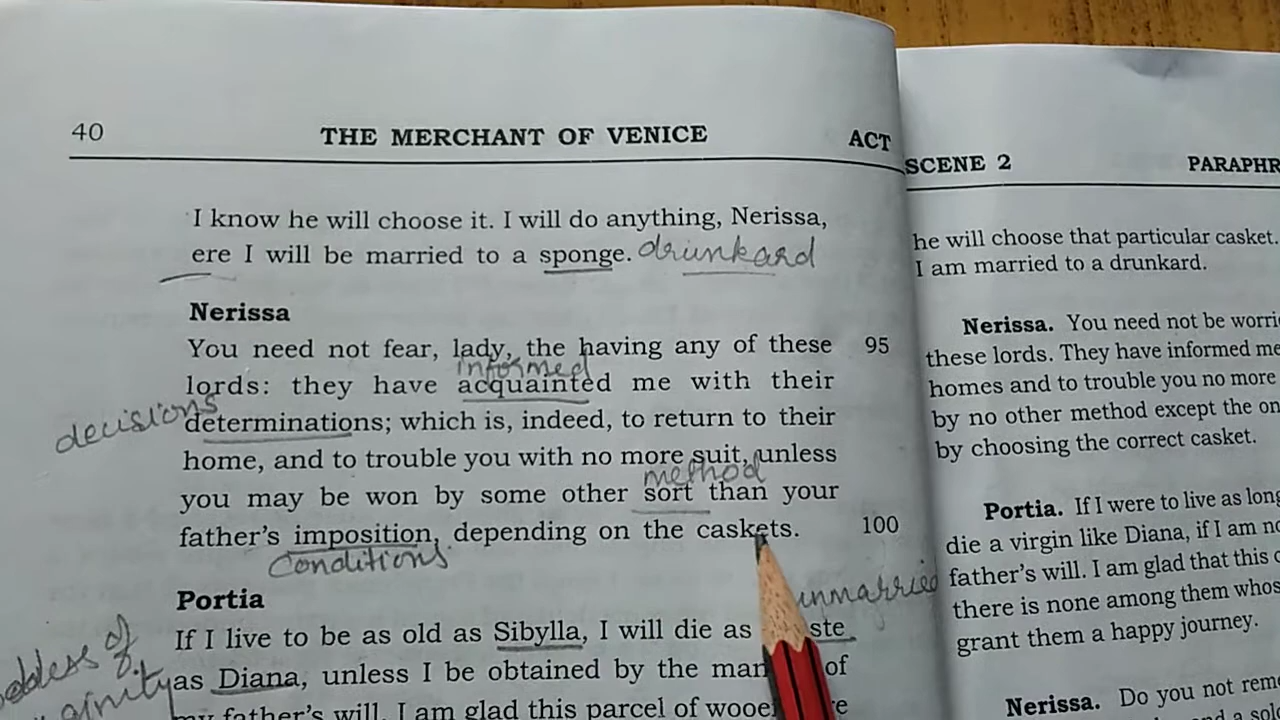 40 THE MERCHANT OF VENICE ACT
I know he will choose it. I will do anything, Nerissa,
ere I will be married to a sponge. drunkard
Nerissa
You need not fear, lady, the having any of these 95
informed
lords: they have acquainted me with their
decisions
determinations; which is, indeed, to return to their
home, and to trouble you with no more suit, unless
method
you may be won by some other sort than your
father's imposition, depending on the caskets. 100
Conditions
unmarried
Portia
If I live to be as old as Sibylla, I will die as ste
of
as Diana, unless I be obtained by the man of
my father's will. I am glad this parcel of wooe e
SCENE 2 PARAPHR
he will choose that particular casket.
I am married to a drunkard.
Nerissa. You need not be worri
these lords. They have informed me
homes and to trouble you no more
by no other method except the on
by choosing the correct casket.
Portia. If I were to live as long
die a virgin like Diana, if I am no
father's will. I am glad that this
there is none among them whos
grant them a happy journey.
Nerissa. Do you not rem
and a sol